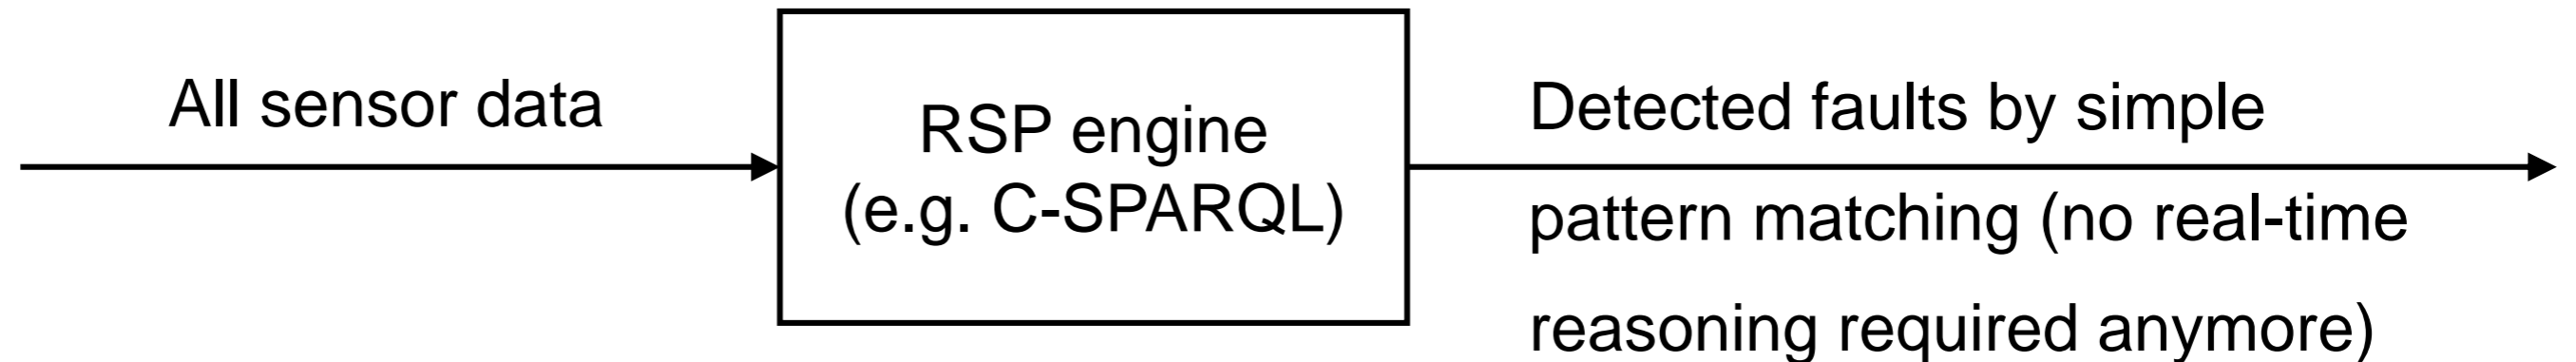 All sensor data
RSP engine
(e.g. C-SPARQL)
Detected faults by simple
pattern matching (no real-time
reasoning required anymore)